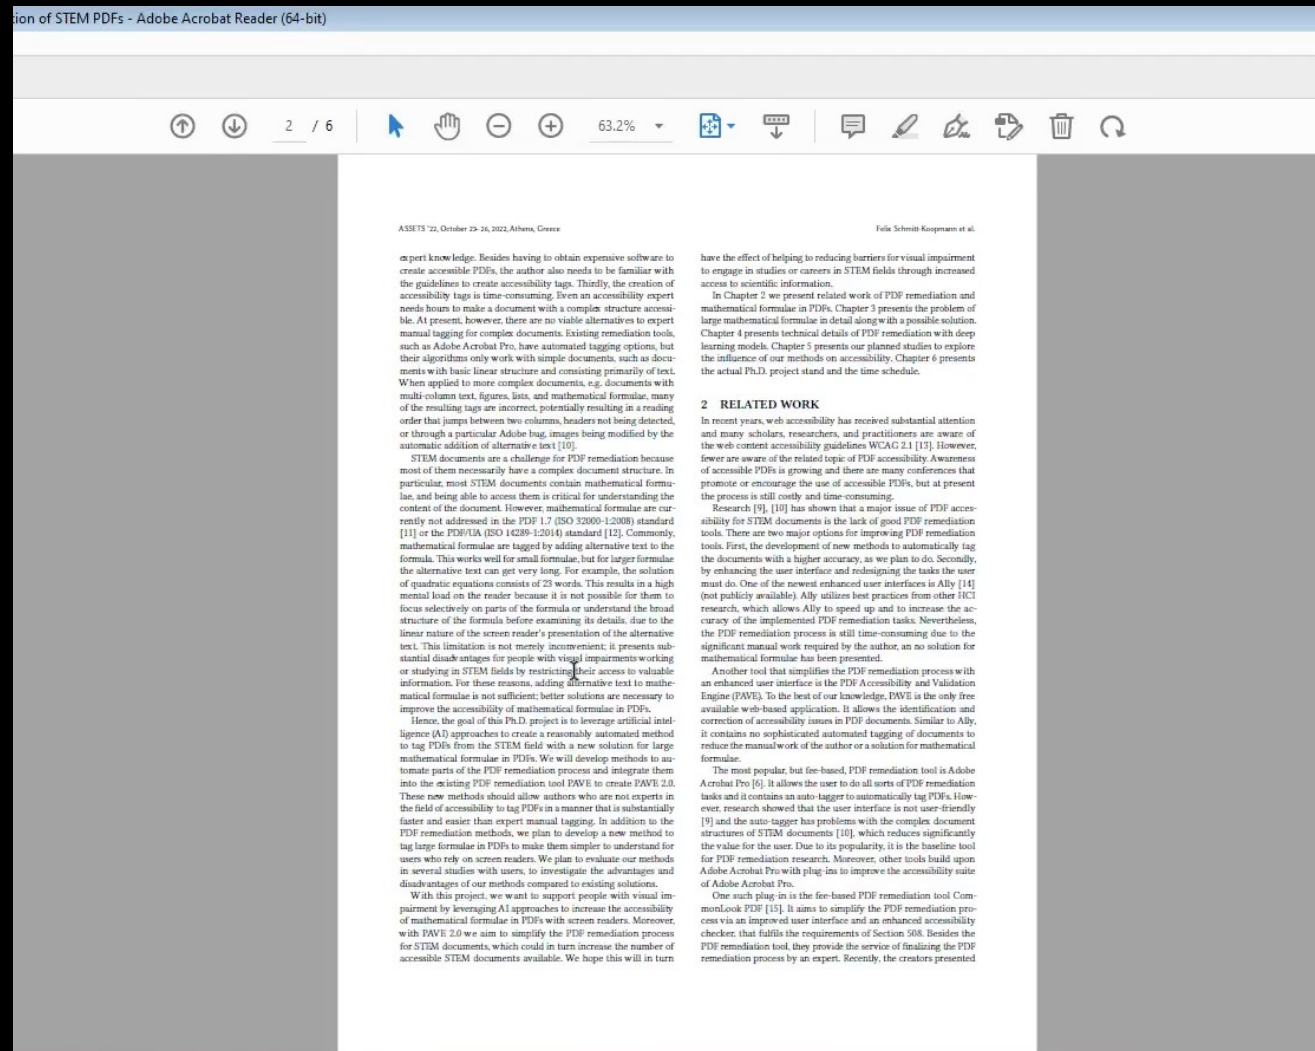 ion of STEM PDFs - Adobe Acrobat Reader (64-bit)
2 / 6
63.2%
ASSETS '22, October 23-26, 2022, Athens, Greece
Felix Schmitt-Koopmann et al.
expert knowledge. Besides having to obtain expensive software to
create accessible PDFs, the author also needs to be familiar with
the guidelines to create accessibility tags. Thirdly, the creation of
accessibility tags is time-consuming. Even an accessibility expert
needs hours to make a document with a complex structure accessi-
ble. At present, however, there are no viable alternatives to expert
manual tagging for complex documents. Existing remediation tools,
such as Adobe Acrobat Pro, have automated tagging options, but
their algorithms only work with simple documents, such as docu-
ments with basic linear structure and consisting primarily of text.
When applied to more complex documents, e.g. documents with
multi-column text, figures, lists, and mathematical formulae, many
of the resulting tags are incorrect, potentially resulting in a reading
order that jumps between two columns, headers not being detected,
or through a particular Adobe bug, images being modified by the
automatic addition of alternative text [10].
STEM documents are a challenge for PDF remediation because
most of them necessarily have a complex document structure. In
particular, most STEM documents contain mathematical formu-
lae, and being able to access them is critical for understanding the
content of the document. However, mathematical formulae are cur-
rently not addressed in the PDF 1.7 (ISO 32000-1:2008) standard
[11] or the PDF/UA (ISO 14289-1:2014) standard [12]. Commonly,
mathematical formulae are tagged by adding alternative text to the
formula. This works well for small formulae, but for larger formulae
the alternative text can get very long. For example, the solution
of quadratic equations consists of 23 words. This results in a high
mental load on the reader because it is not possible for them to
focus selectively on parts of the formula or understand the broad
structure of the formula before examining its details, due to the
linear nature of the screen reader's presentation of the alternative
text. This limitation is not merely inconvenient; it presents sub-
stantial disadvantages for people with visual impairments working
or studying in STEM fields by restricting their access to valuable
information. For these reasons, adding alternative text to mathe-
matical formulae is not sufficient; better solutions are necessary to
improve the accessibility of mathematical formulae in PDFs.
Hence, the goal of this Ph.D. project is to leverage artificial intel-
ligence (AI) approaches to create a reasonably automated method
to tag PDFs from the STEM field with a new solution for large
mathematical formulae in PDFs. We will develop methods to au-
tomate parts of the PDF remediation process and integrate them
into the existing PDF remediation tool PAVE to create PAVE 2.0.
These new methods should allow authors who are not experts in
the field of accessibility to tag PDFs in a manner that is substantially
faster and easier than expert manual tagging. In addition to the
PDF remediation methods, we plan to develop a new method to
tag large formulae in PDFs to make them simpler to understand for
users who rely on screen readers. We plan to evaluate our methods
in several studies with users, to investigate the advantages and
disadvantages of our methods compared to existing solutions.
With this project, we want to support people with visual im-
pairment by leveraging AI approaches to increase the accessibility
of mathematical formulae in PDFs with screen readers. Moreover,
with PAVE 2.0 we aim to simplify the PDF remediation process
for STEM documents, which could in turn increase the number of
accessible STEM documents available. We hope this will in turn
have the effect of helping to reducing barriers for visual impairment
to engage in studies or careers in STEM fields through increased
access to scientific information.
In Chapter 2 we present related work of PDF remediation and
mathematical formulae in PDFs. Chapter 3 presents the problem of
large mathematical formulae in detail along with a possible solution.
Chapter 4 presents technical details of PDF remediation with deep
learning models. Chapter 5 presents our planned studies to explore
the influence of our methods on accessibility. Chapter 6 presents
the actual Ph.D. project stand and the time schedule.
2 RELATED WORK
In recent years, web accessibility has received substantial attention
and many scholars, researchers, and practitioners are aware of
the web content accessibility guidelines WCAG 2.1 [13]. However,
fewer are aware of the related topic of PDF accessibility. Awareness
of accessible PDFs is growing and there are many conferences that
promote or encourage the use of accessible PDFs, but at present
the process is still costly and time-consuming.
Research [9], [10] has shown that a major issue of PDF acces-
sibility for STEM documents is the lack of good PDF remediation
tools. There are two major options for improving PDF remediation
tools. First, the development of new methods to automatically tag
the documents with a higher accuracy, as we plan to do. Secondly,
by enhancing the user interface and redesigning the tasks the user
must do. One of the newest enhanced user interfaces is Ally [14]
(not publicly available). Ally utilizes best practices from other HCI
research, which allows Ally to speed up and to increase the ac-
curacy of the implemented PDF remediation tasks. Nevertheless,
the PDF remediation process is still time-consuming due to the
significant manual work required by the author, an no solution for
mathematical formulae has been presented.
Another tool that simplifies the PDF remediation process with
an enhanced user interface is the PDF Accessibility and Validation
Engine (PAVE). To the best of our knowledge, PAVE is the only free
available web-based application. It allows the identification and
correction of accessibility issues in PDF documents. Similar to Ally,
it contains no sophisticated automated tagging of documents to
reduce the manual work of the author or a solution for mathematical
formulae.
The most popular, but fee-based, PDF remediation tool is Adobe
Acrobat Pro [6]. It allows the user to do all sorts of PDF remediation
tasks and it contains an auto-tagger to automatically tag PDFs. How-
ever, research showed that the user interface is not user-friendly
[9] and the auto-tagger has problems with the complex document
structures of STEM documents [10], which reduces significantly
the value for the user. Due to its popularity, it is the baseline tool
for PDF remediation research. Moreover, other tools build upon
Adobe Acrobat Pro with plug-ins to improve the accessibility suite
of Adobe Acrobat Pro.
One such plug-in is the fee-based PDF remediation tool Com-
monLook PDF [15]. It aims to simplify the PDF remediation pro-
cess via an improved user interface and an enhanced accessibility
checker, that fulfils the requirements of Section 508. Besides the
PDF remediation tool, they provide the service of finalizing the PDF
remediation process by an expert. Recently, the creators presented